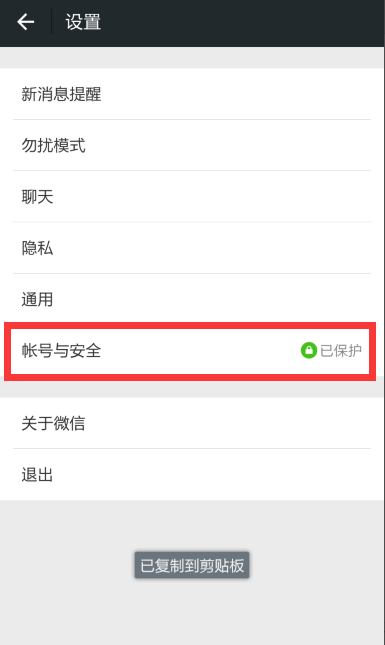 设置
新消息提醒
勿扰模式
聊天
隐私
通用
帐号与安全 已保护
关于微信
退出
已复制到剪贴板